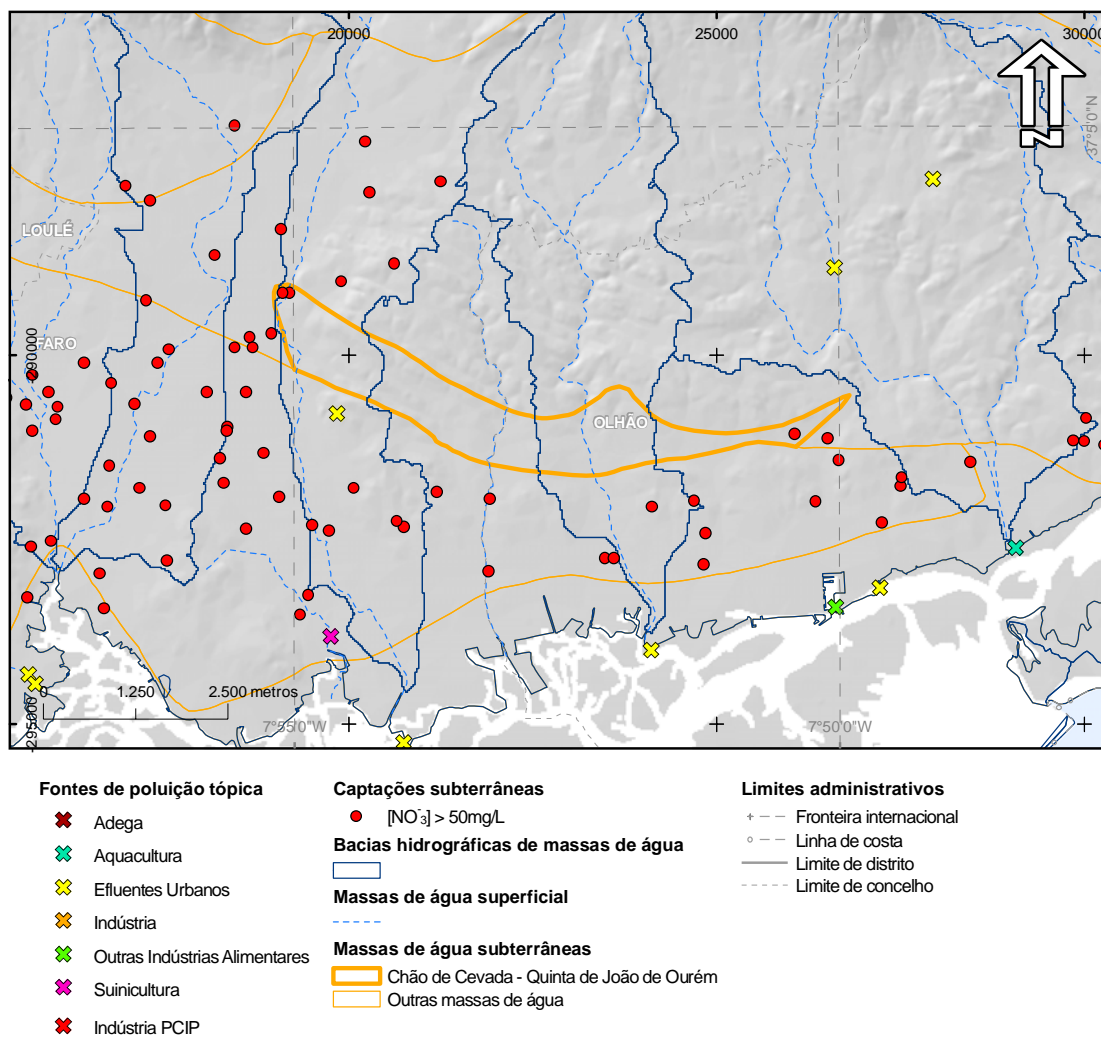 20000
25000
30000
37°5'0"N
N
LOULÉ
FARO
-290000
OLHÃO
0
1.250
2.500 metros
-295000
7°55'0"W
7°50'0"W
Fontes de poluição tópica
Adega
Aquacultura
Efluentes Urbanos
Indústria
Outras Indústrias Alimentares
Suinicultura
Indústria PCIP
Captações subterrâneas
[NO⁻₃] > 50mg/L
Bacias hidrográficas de massas de água
Massas de água superficial
Massas de água subterrâneas
Chão de Cevada - Quinta de João de Ourém
Outras massas de água
Limites administrativos
Fronteira internacional
Linha de costa
Limite de distrito
Limite de concelho